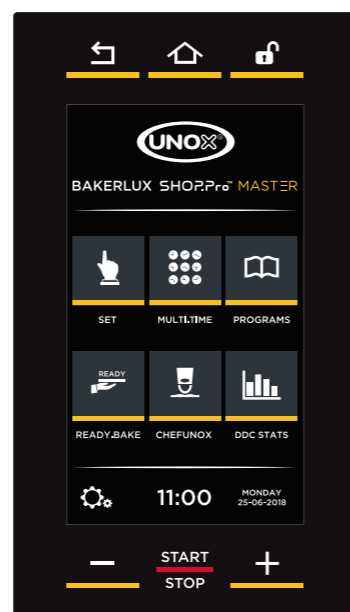 UNOX®
BAKERLUX SHOP.Pro™ MASTER
SET MULTI.TIME PROGRAMS
READY
READY.BAKE CHEFUNOX DDC STATS
11:00
MONDAY
25-06-2018
START
STOP